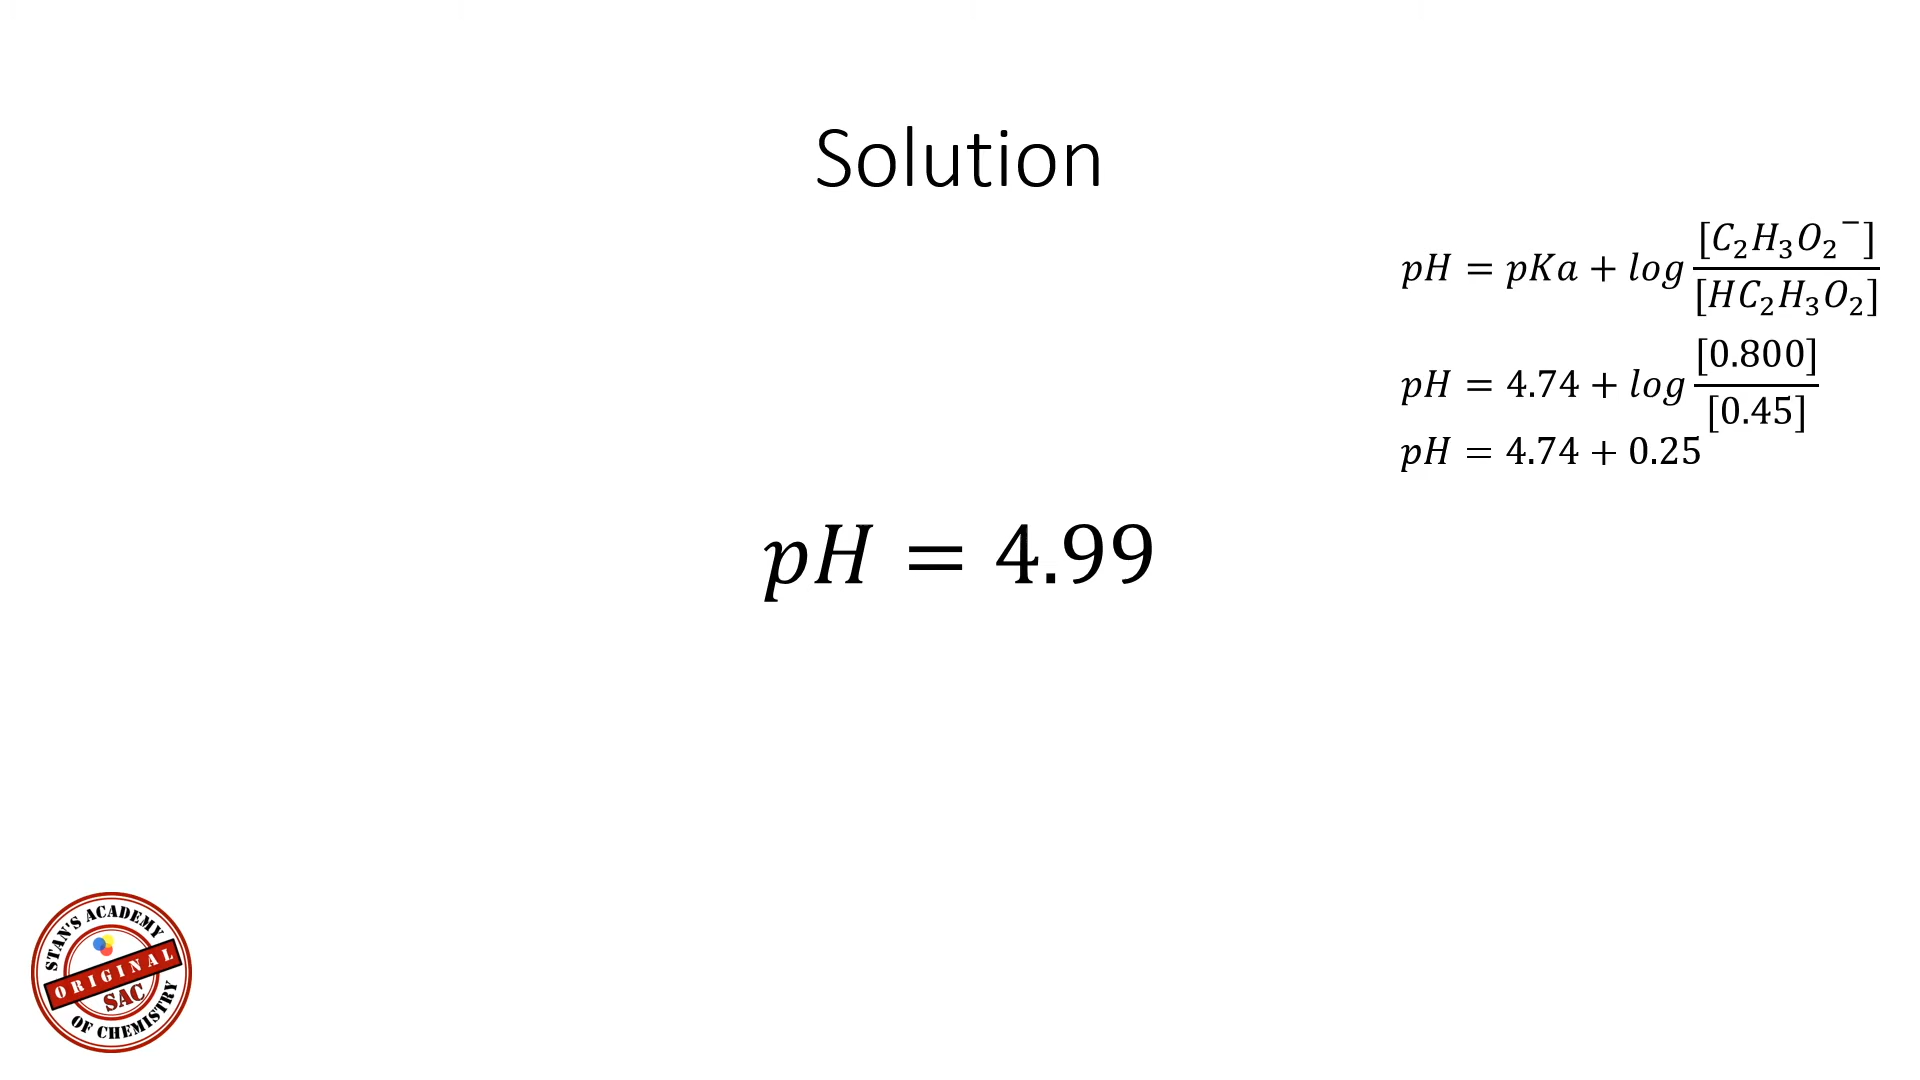 Solution
pH = pKa + log [C₂H₃O₂⁻] / [HC₂H₃O₂]
pH = 4.74 + log [0.800] / [0.45]
pH = 4.74 + 0.25
pH = 4.99
STAN'S ACADEMY
ORIGINAL
SAC
OF CHEMISTRY